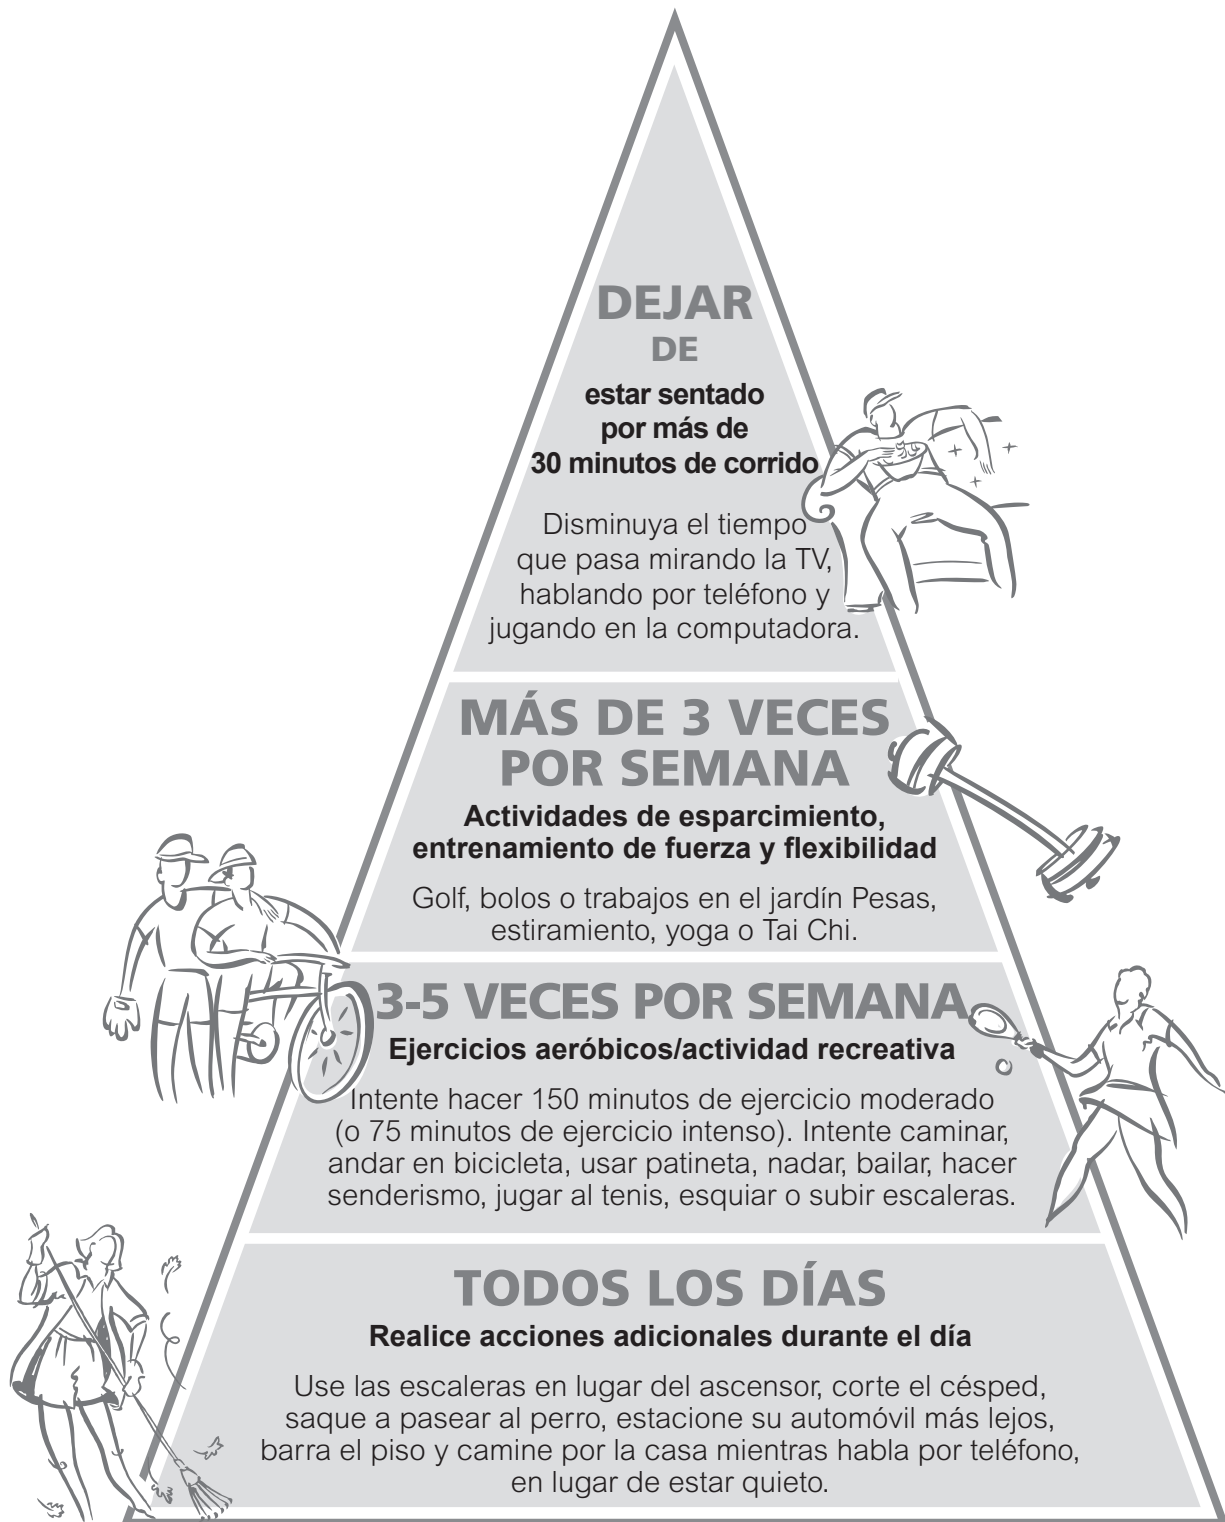 DEJAR
DE
estar sentado
por más de
30 minutos de corrido
Disminuya el tiempo
que pasa mirando la TV,
hablando por teléfono y
jugando en la computadora.
MÁS DE 3 VECES
POR SEMANA
Actividades de esparcimiento,
entrenamiento de fuerza y flexibilidad
Golf, bolos o trabajos en el jardín Pesas,
estiramiento, yoga o Tai Chi.
3-5 VECES POR SEMANA
Ejercicios aeróbicos/actividad recreativa
Intente hacer 150 minutos de ejercicio moderado
(o 75 minutos de ejercicio intenso). Intente caminar,
andar en bicicleta, usar patineta, nadar, bailar, hacer
senderismo, jugar al tenis, esquiar o subir escaleras.
TODOS LOS DÍAS
Realice acciones adicionales durante el día
Use las escaleras en lugar del ascensor, corte el césped,
saque a pasear al perro, estacione su automóvil más lejos,
barra el piso y camine por la casa mientras habla por teléfono,
en lugar de estar quieto.